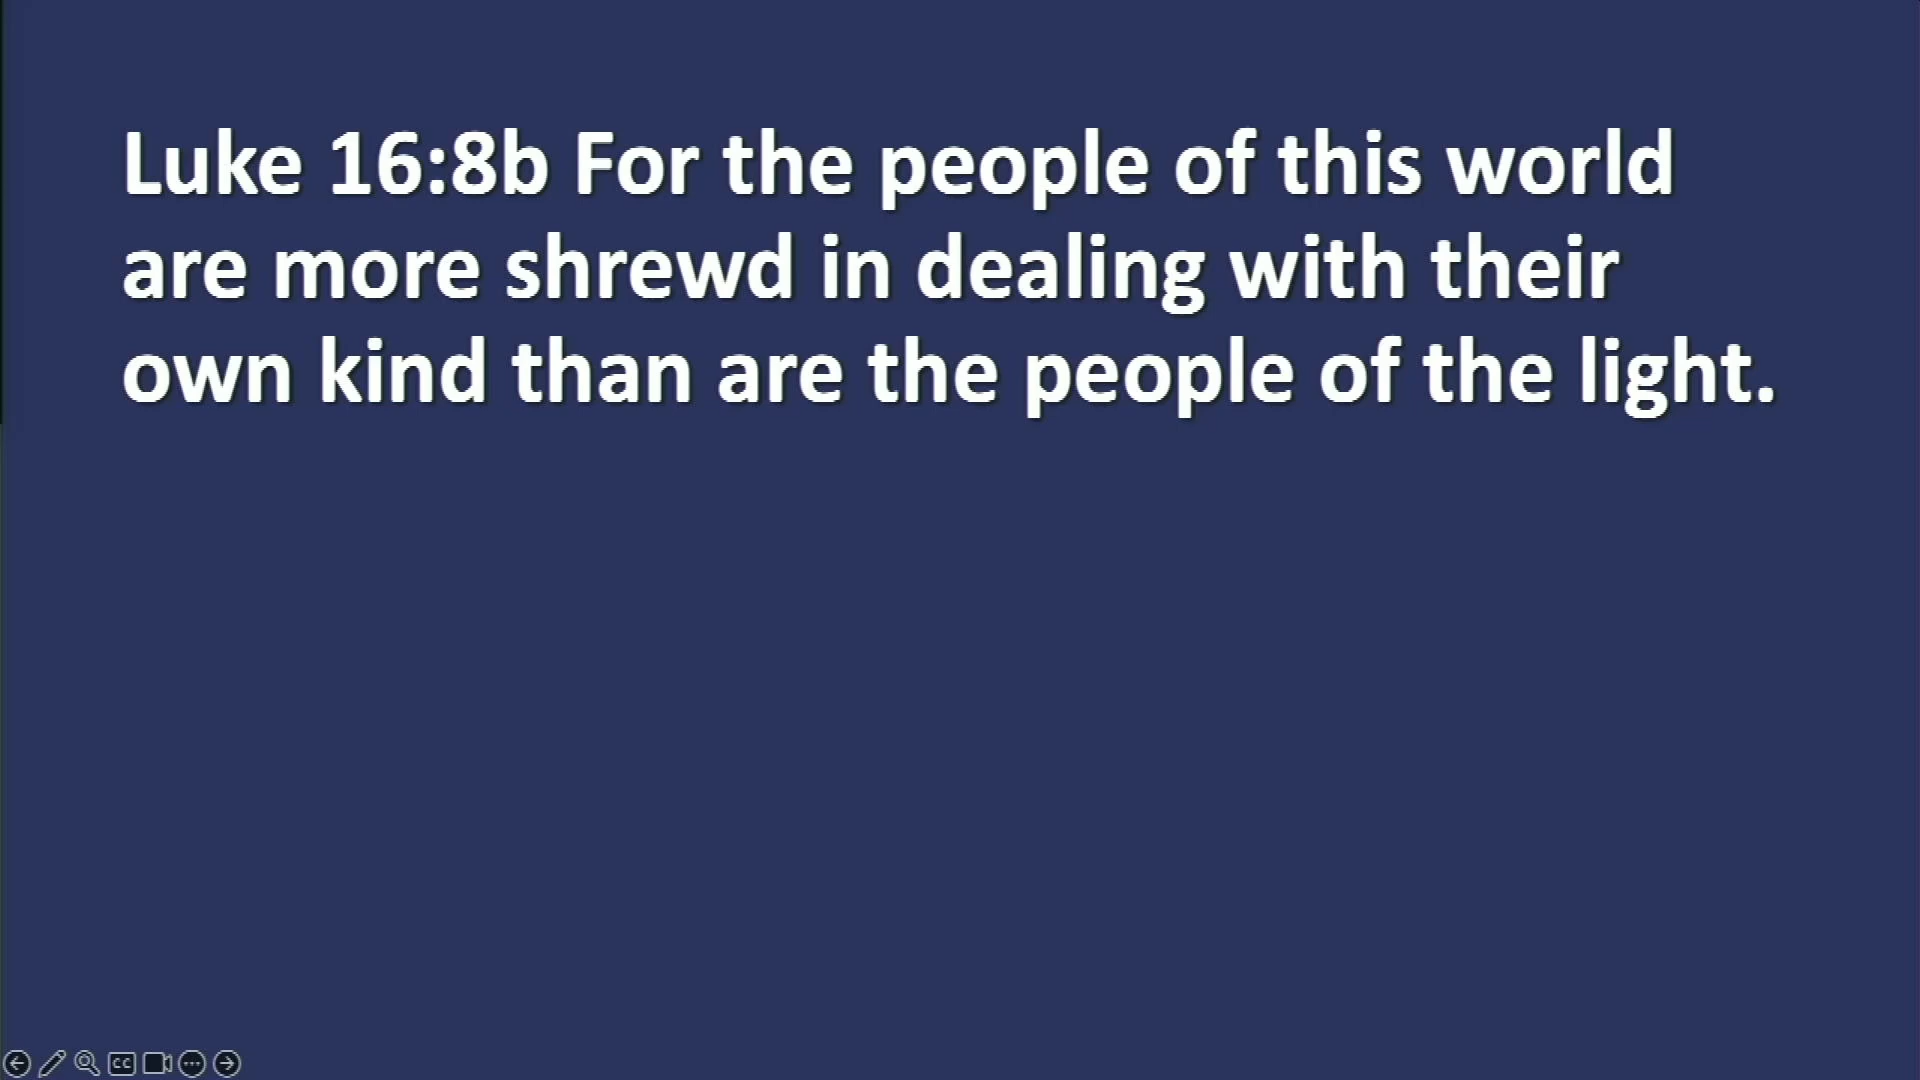 Luke 16:8b For the people of this world
are more shrewd in dealing with their
own kind than are the people of the light.
CC